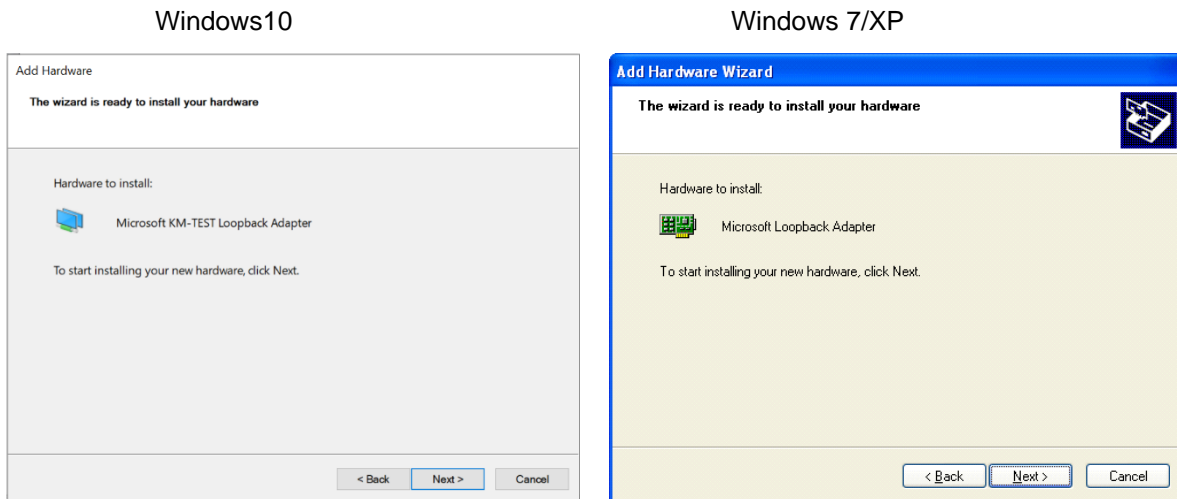 Windows10
Windows 7/XP
Add Hardware
The wizard is ready to install your hardware
Hardware to install:
Microsoft KM-TEST Loopback Adapter
To start installing your new hardware, click Next.
< Back
Next >
Cancel
Add Hardware Wizard
The wizard is ready to install your hardware
Hardware to install:
Microsoft Loopback Adapter
To start installing your new hardware, click Next.
< Back
Next >
Cancel